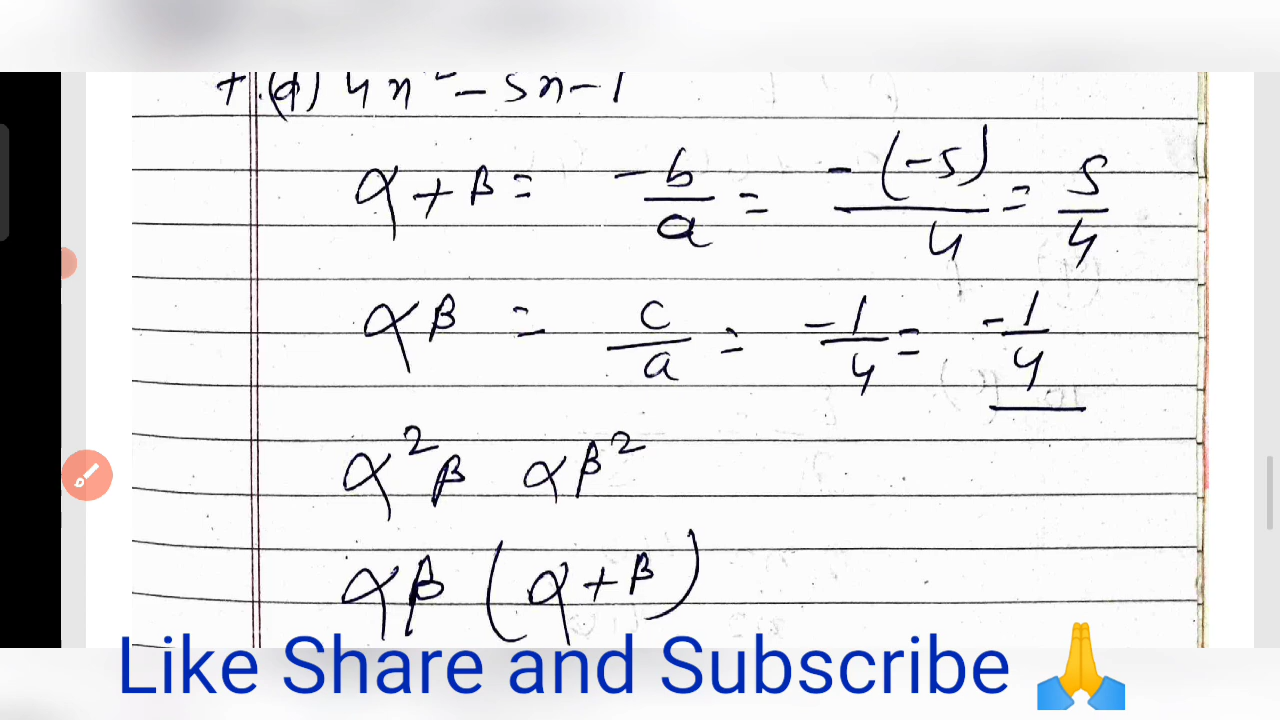 7. (d) 4x² - 5x - 1
α + β = -b/a = -(-5)/4 = 5/4
αβ = c/a = -1/4 = -1/4
α²β αβ²
αβ (α + β)
Like Share and Subscribe 🙏